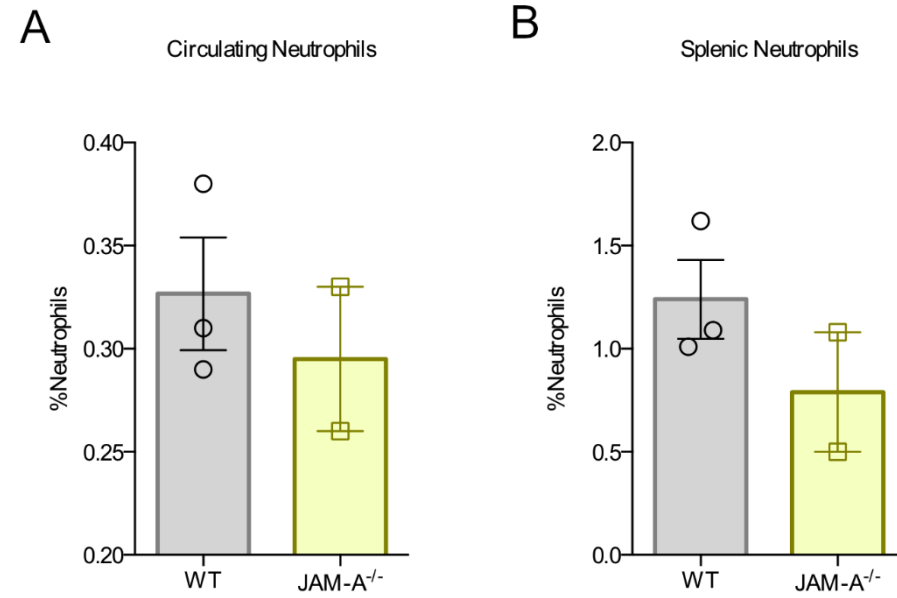 A
Circulating Neutrophils
%Neutrophils
0.40
0.35
0.30
0.25
0.20
WT
JAM-A-/-
B
Splenic Neutrophils
%Neutrophils
2.0
1.5
1.0
0.5
0.0
WT
JAM-A-/-